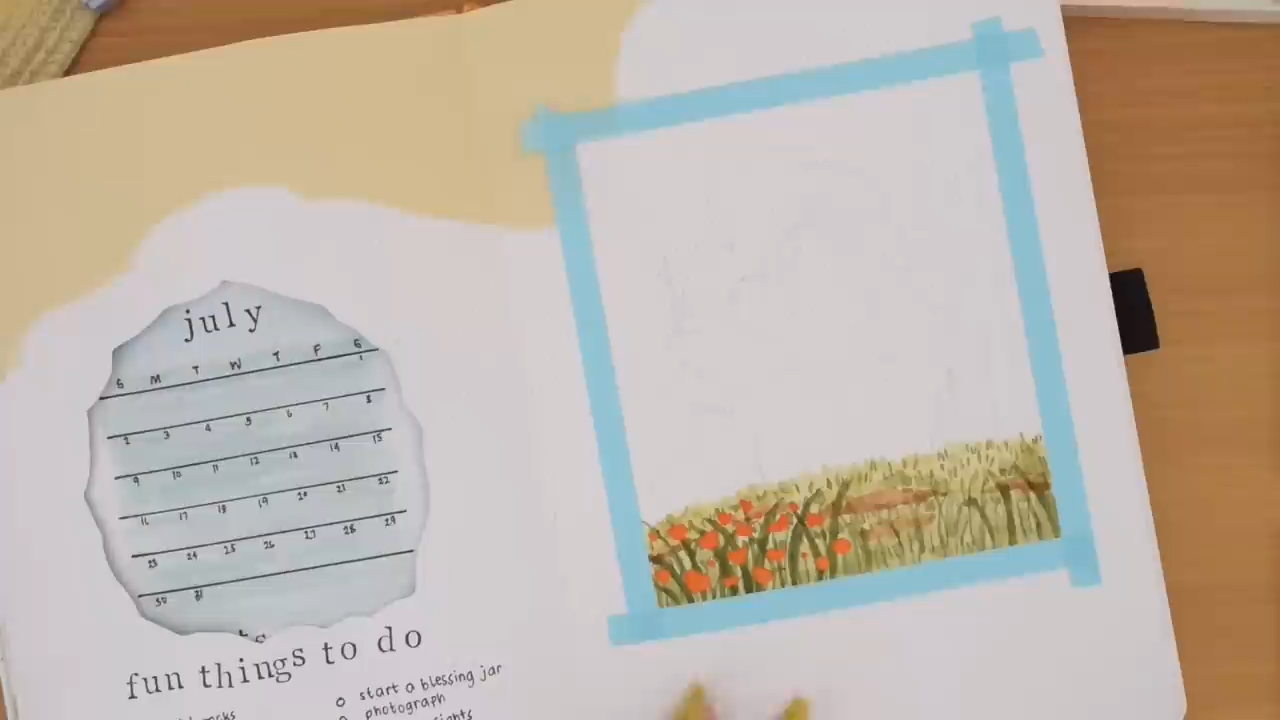 july
S M T W T F S
1
2 3 4 5 6 7 8
9 10 11 12 13 14 15
16 17 18 19 20 21 22
23 24 25 26 27 28 29
30 31
fun things to do
o start a blessing jar
photograph